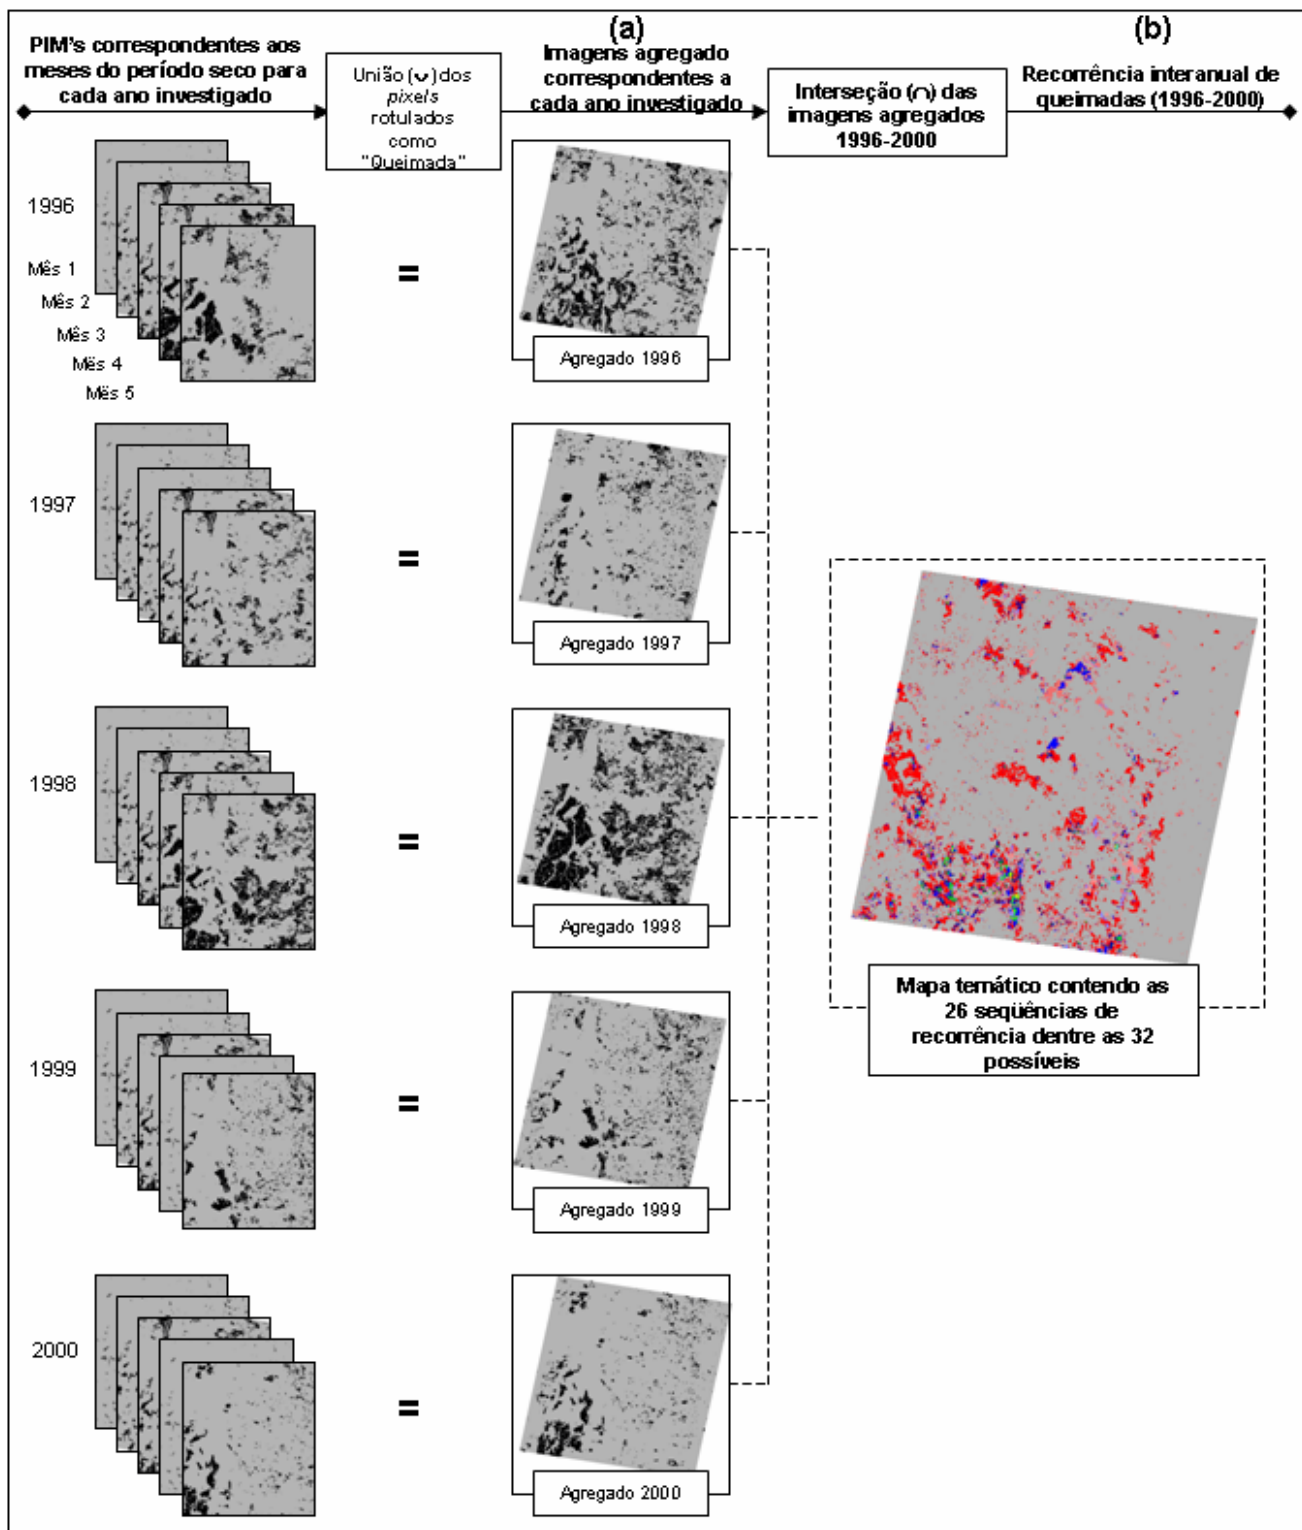 (a)
(b)
PIM's correspondentes aos
meses do período seco para
cada ano investigado
União (∪) dos
pixels
rotulados
como
"Queimada"
Imagens agregado
correspondentes a
cada ano investigado
Interseção (∩) das
imagens agregados
1996-2000
Recorrência interanual de
queimadas (1996-2000)
1996
Mês 1
Mês 2
Mês 3
Mês 4
Mês 5
=
Agregado 1996
1997
=
Agregado 1997
1998
=
Agregado 1998
Mapa temático contendo as
26 seqüências de
recorrência dentre as 32
possíveis
1999
=
Agregado 1999
2000
=
Agregado 2000